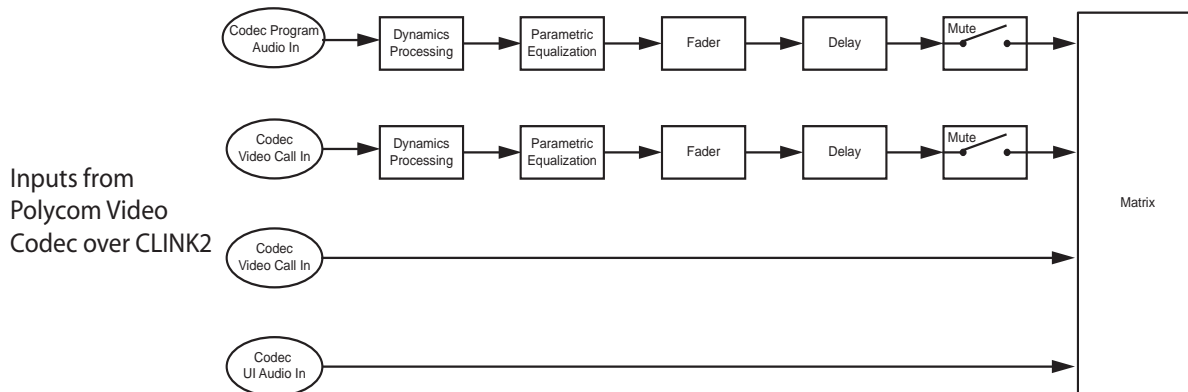 Codec Program
Audio In
Dynamics
Processing
Parametric
Equalization
Fader
Delay
Mute
Codec
Video Call In
Dynamics
Processing
Parametric
Equalization
Fader
Delay
Mute
Inputs from
Polycom Video
Codec over CLINK2
Matrix
Codec
Video Call In
Codec
UI Audio In